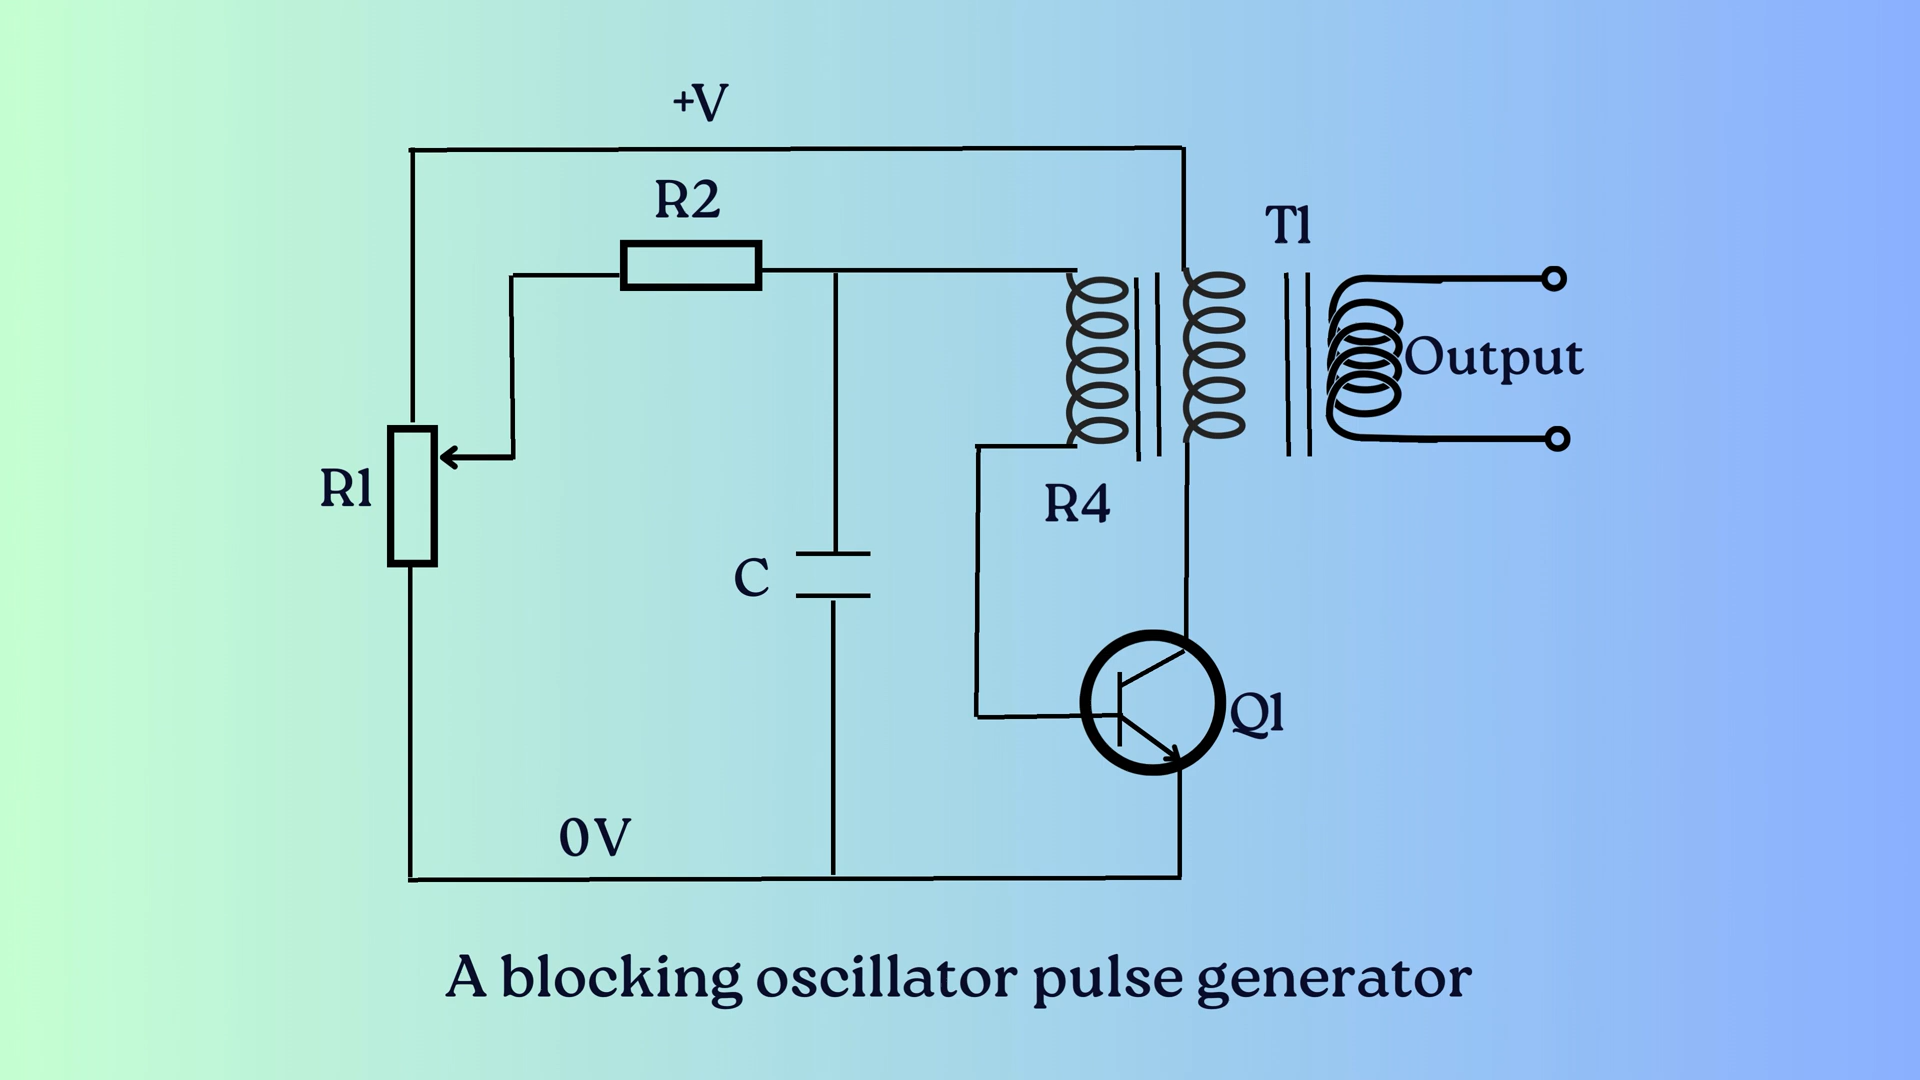 +V
R2
T1
Output
R1
R4
C
Q1
0V
A blocking oscillator pulse generator